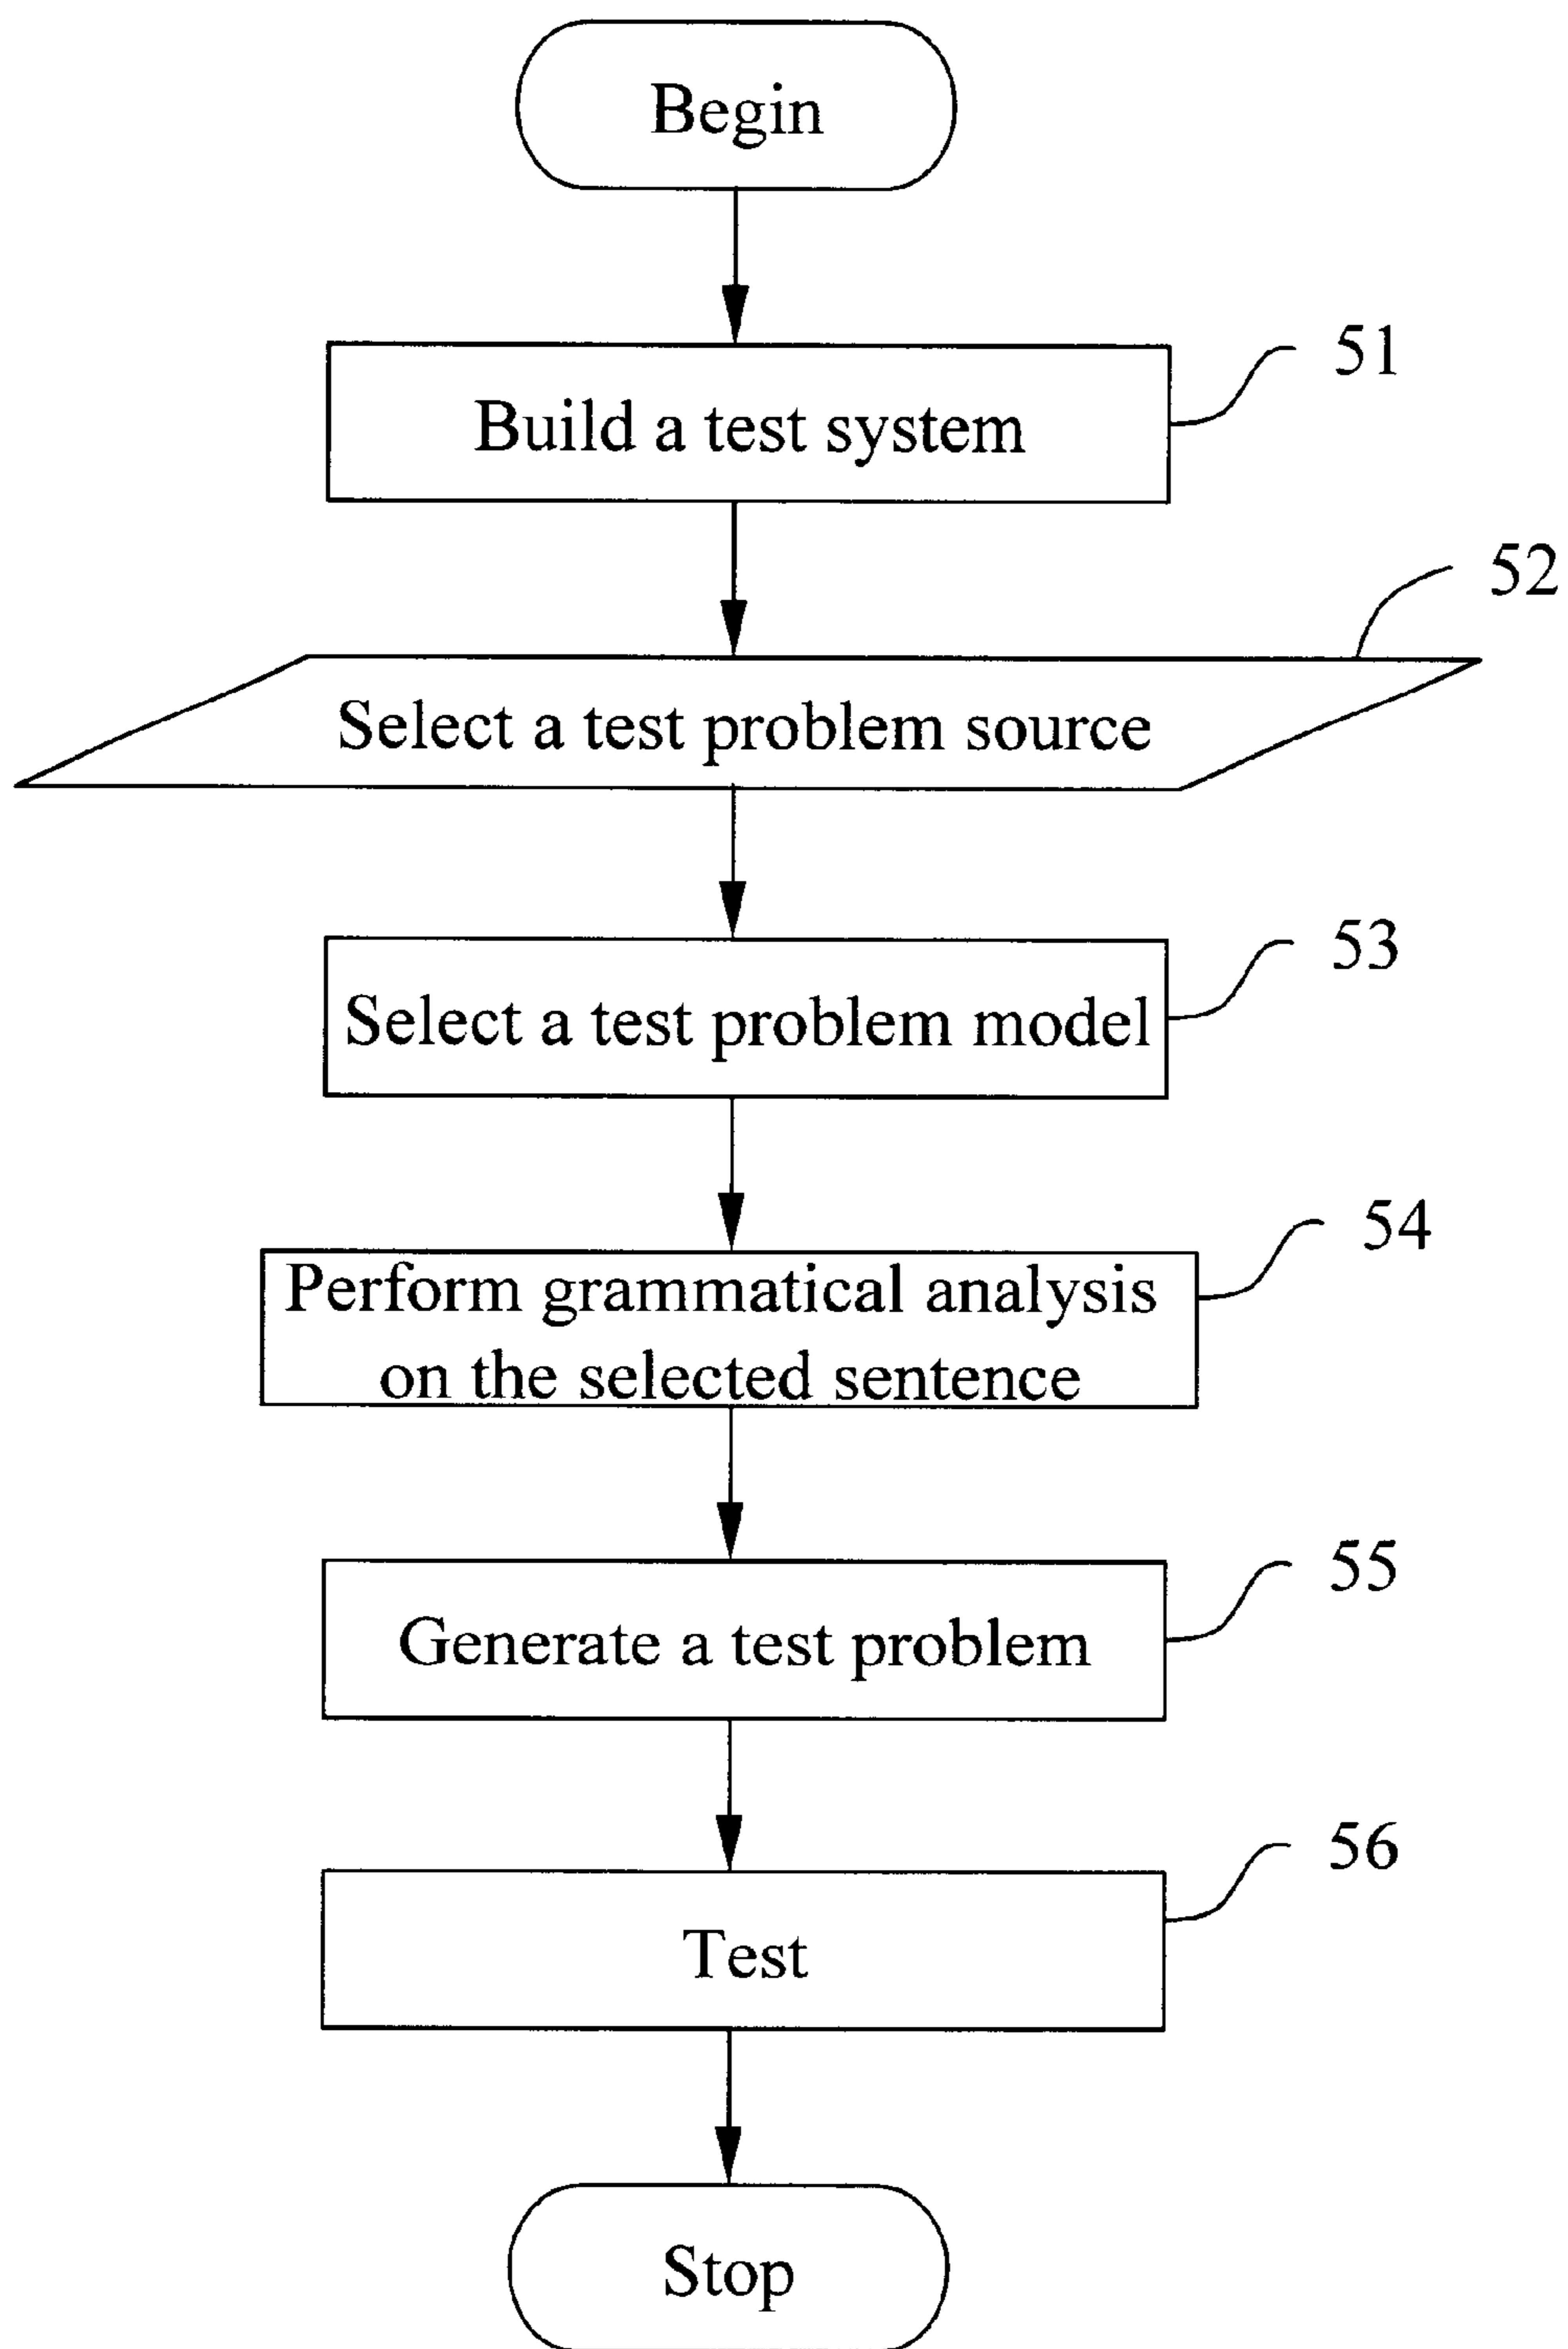 Begin
Build a test system
51
52
Select a test problem source
53
Select a test problem model
54
Perform grammatical analysis
on the selected sentence
55
Generate a test problem
56
Test
Stop